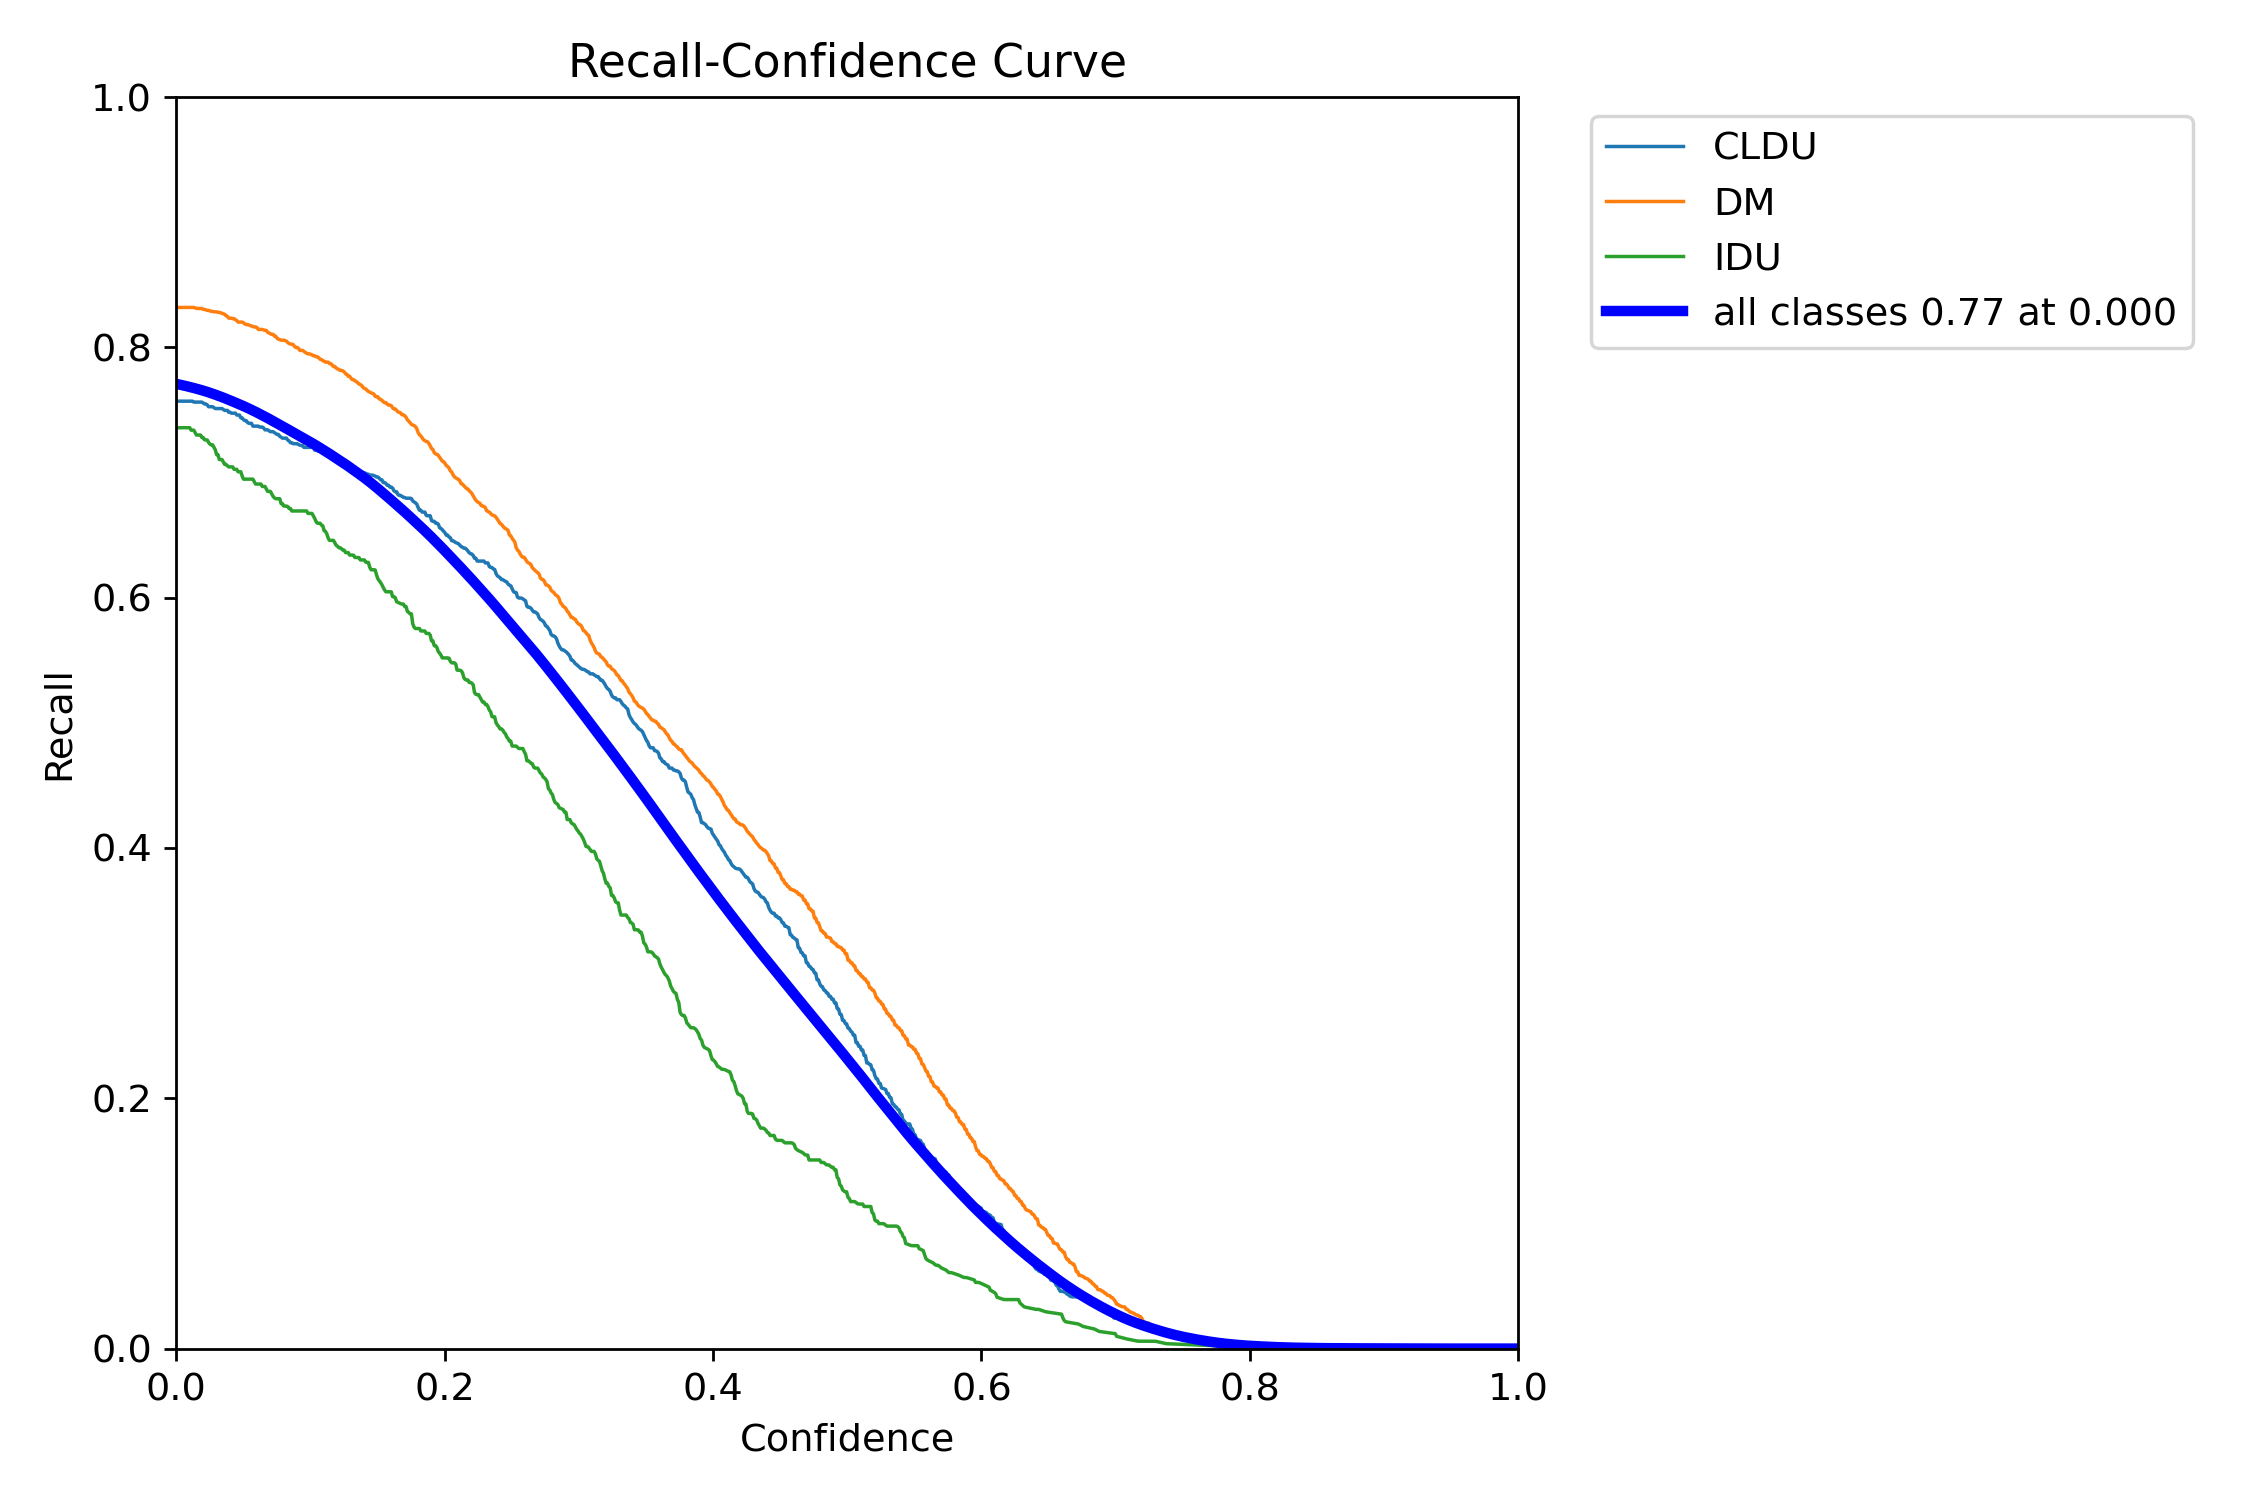 Recall-Confidence Curve
1.0
0.8
0.6
0.4
0.2
0.0
Recall
0.0 0.2 0.4 0.6 0.8 1.0
Confidence
CLDU
DM
IDU
all classes 0.77 at 0.000